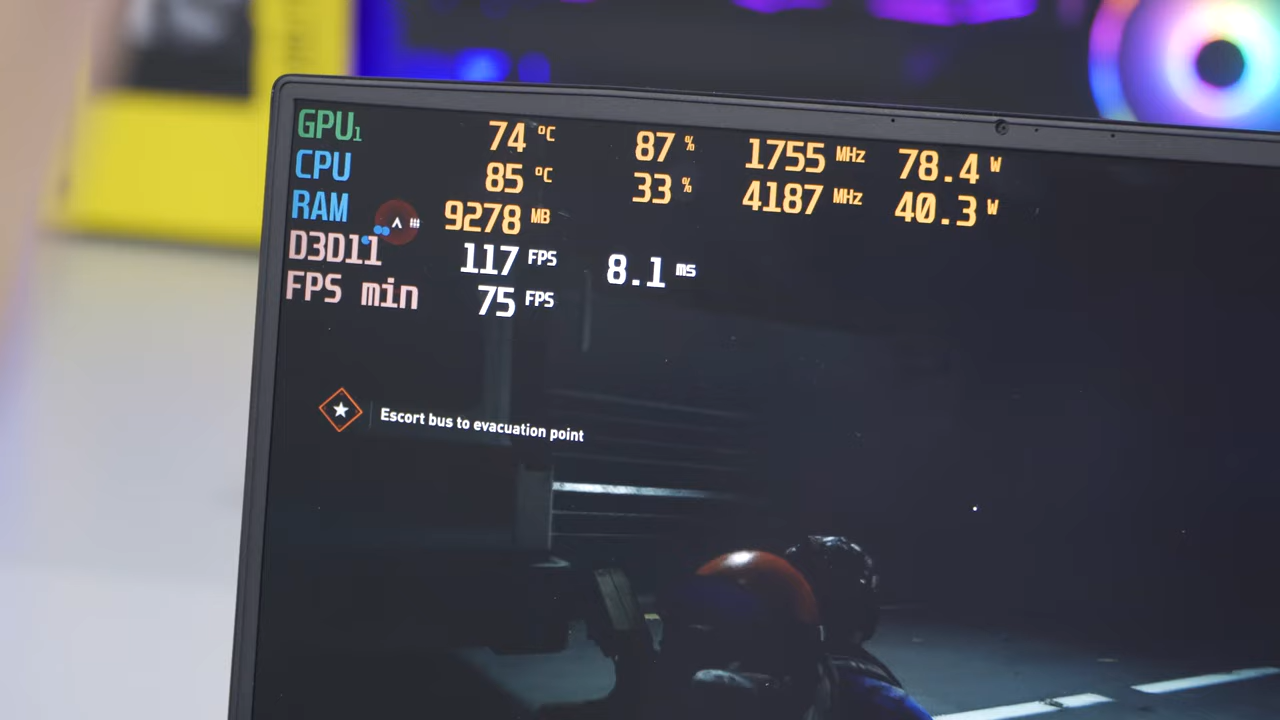 GPU1 74 °C 87 % 1755 MHz 78.4 W
CPU 85 °C 33 % 4187 MHz 40.3 W
RAM 9278 MB
D3D11 117 FPS 8.1 ms
FPS min 75 FPS
Escort bus to evacuation point